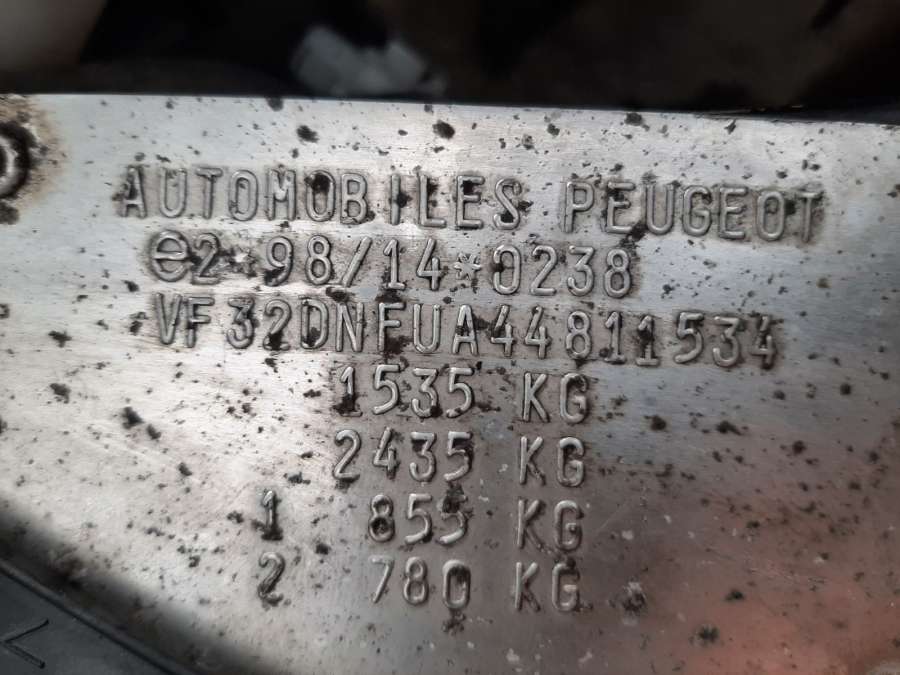 AUTOMOBILES PEUGEOT
e2*98/14*0238
VF32DNFUA44811534
1535 KG
2435 KG
1 855 KG
2 780 KG